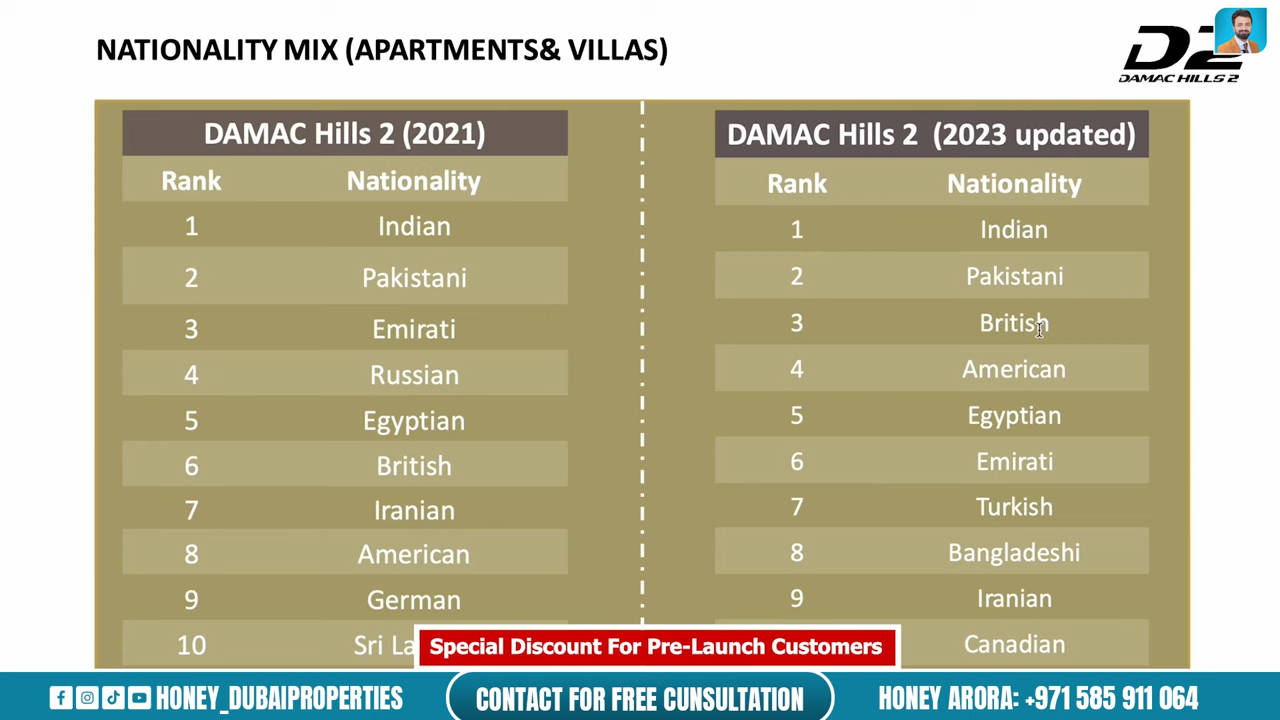 NATIONALITY MIX (APARTMENTS& VILLAS)
D2
DAMAC HILLS 2
DAMAC Hills 2 (2021)
Rank Nationality
1 Indian
2 Pakistani
3 Emirati
4 Russian
5 Egyptian
6 British
7 Iranian
8 American
9 German
10 Sri La
DAMAC Hills 2 (2023 updated)
Rank Nationality
1 Indian
2 Pakistani
3 British
4 American
5 Egyptian
6 Emirati
7 Turkish
8 Bangladeshi
9 Iranian
Canadian
Special Discount For Pre-Launch Customers
HONEY_DUBAIPROPERTIES
CONTACT FOR FREE CUNSULTATION
HONEY ARORA: +971 585 911 064